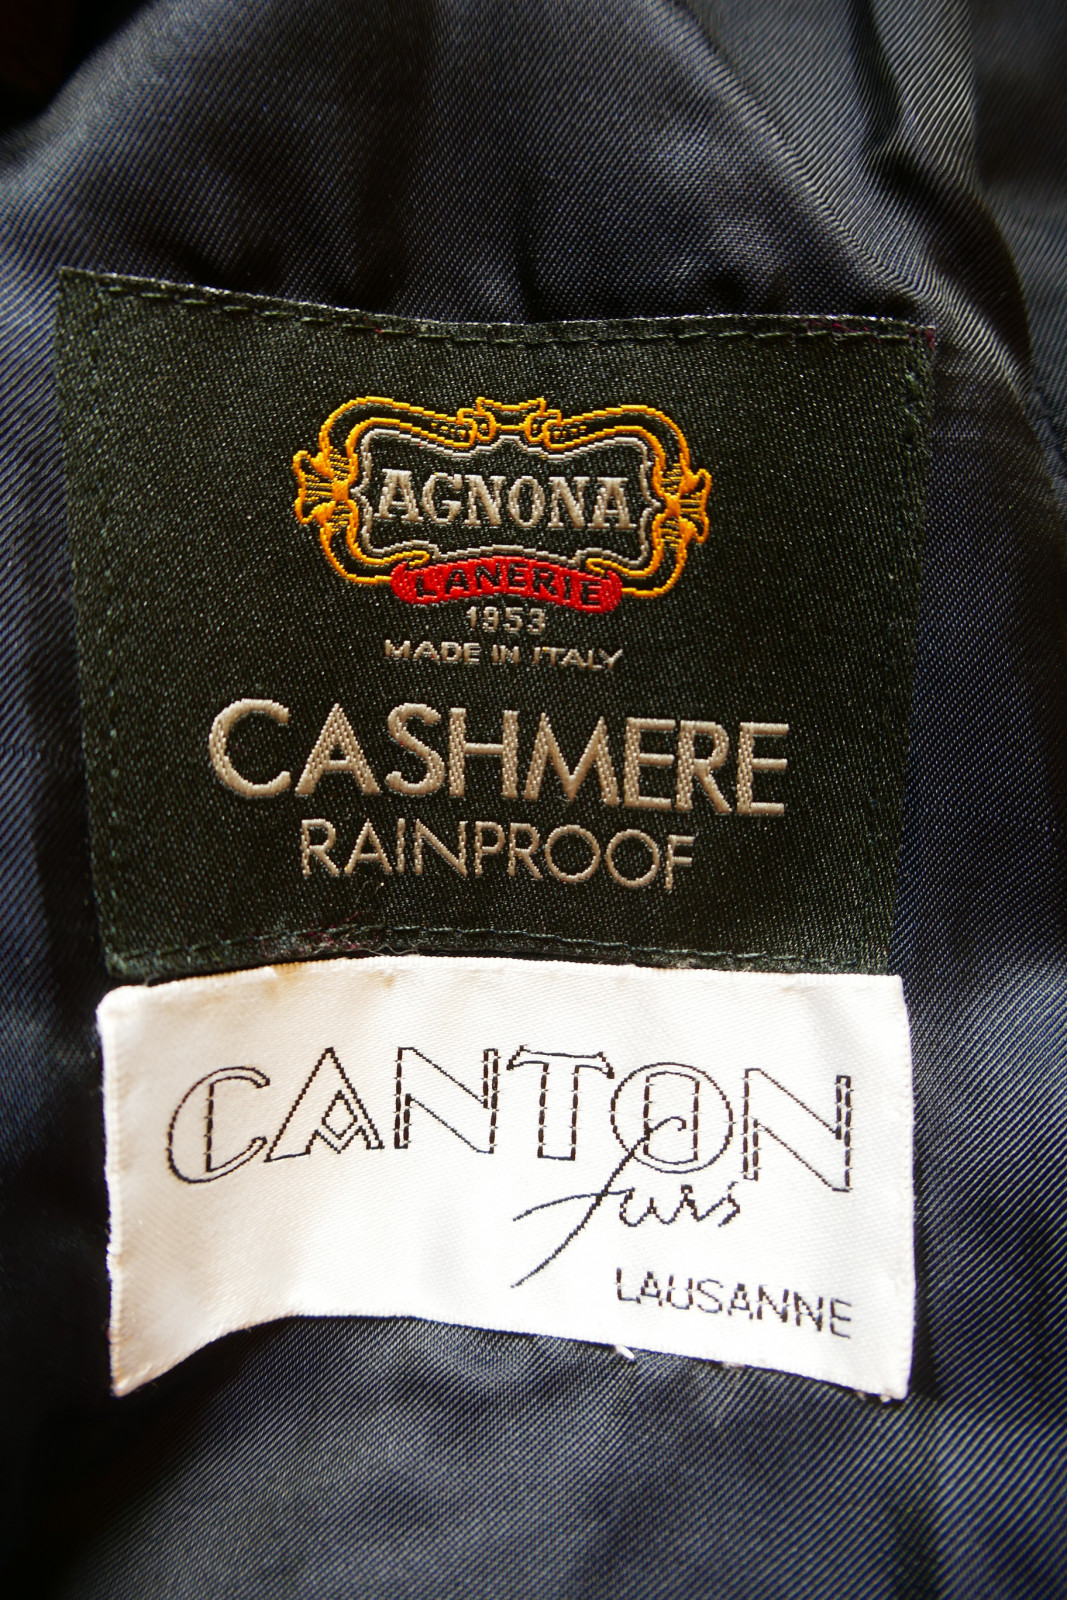 AGNONA
LANERIE
1953
MADE IN ITALY
CASHMERE
RAINPROOF
CANTON
furs
LAUSANNE